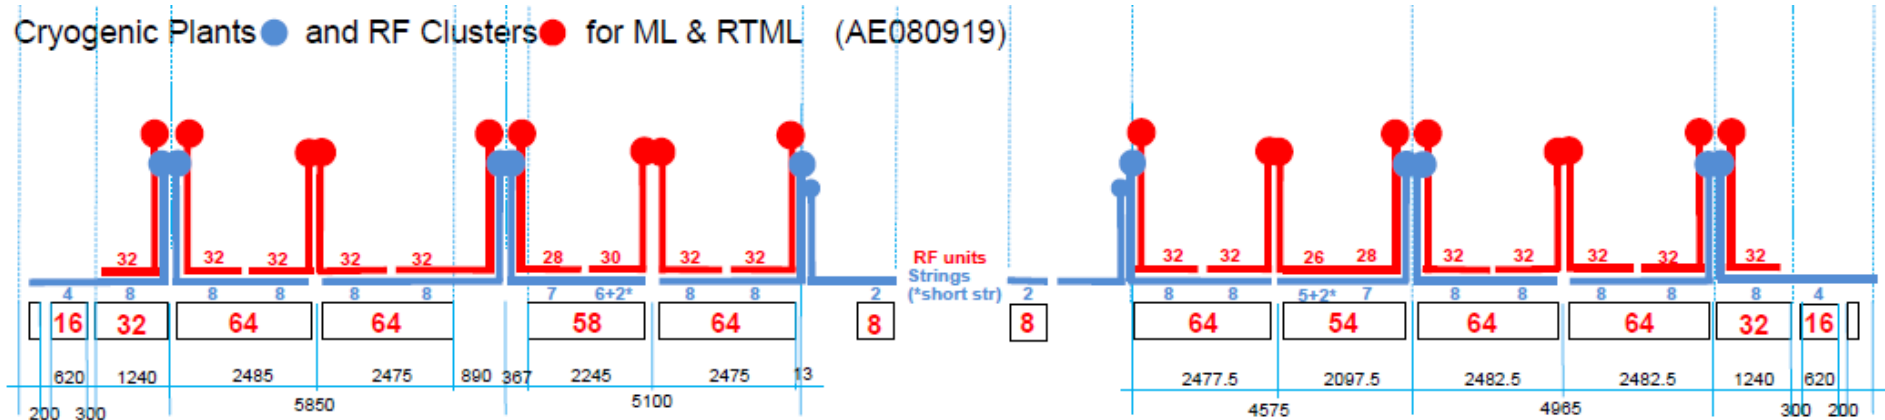 Cryogenic Plants and RF Clusters for ML & RTML (AE080919)
32 32 32 32 32 28 30 32 32 RF units 32 32 26 28 32 32 32 32 32
Strings
4 8 8 8 8 8 7 6+2* 8 8 2 (*short str) 2 8 8 5+2* 7 8 8 8 8 8 4
16 32 64 64 58 64 8 8 64 54 64 64 32 16
620 1240 2485 2475 890 367 2245 2475 13 2477.5 2097.5 2482.5 2482.5 1240 620
200 300 5850 5100 4575 4965 300 200